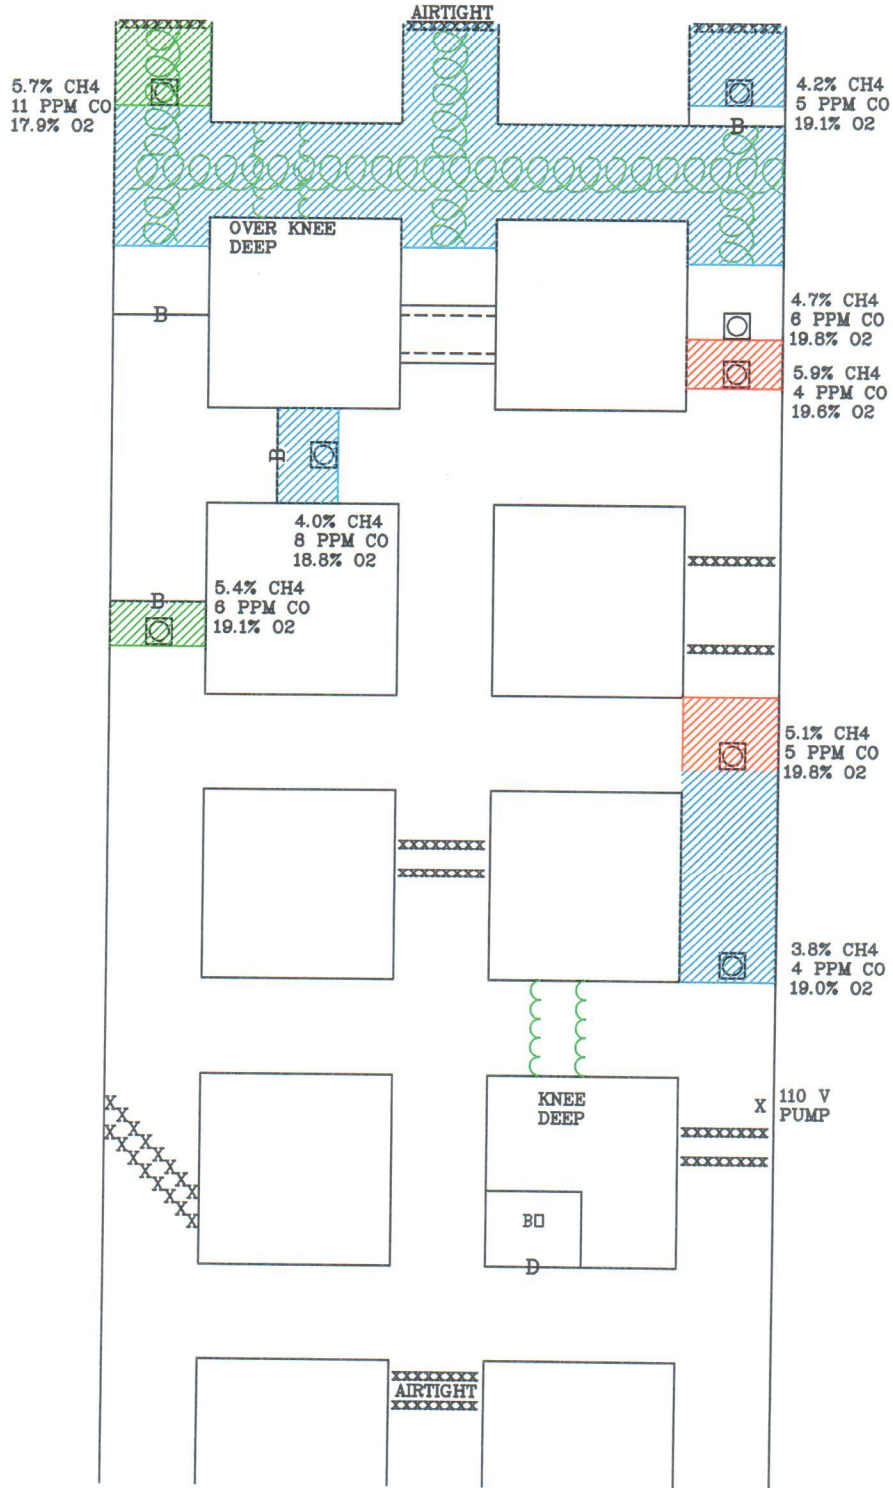 AIRTIGHT
5.7% CH4
11 PPM CO
17.9% O2
4.2% CH4
5 PPM CO
19.1% O2
B
OVER KNEE
DEEP
B
4.7% CH4
6 PPM CO
19.8% O2
5.9% CH4
4 PPM CO
19.6% O2
B
4.0% CH4
8 PPM CO
18.8% O2
B
5.4% CH4
6 PPM CO
19.1% O2
5.1% CH4
5 PPM CO
19.8% O2
3.8% CH4
4 PPM CO
19.0% O2
KNEE
DEEP
X
110 V
PUMP
B
D
AIRTIGHT